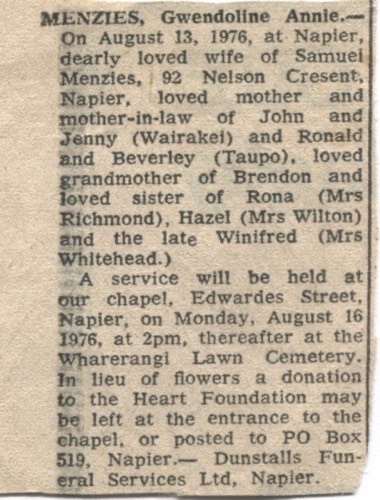 MENZIES, Gwendoline Annie.—
On August 13, 1976, at Napier,
dearly loved wife of Samuel
Menzies, 92 Nelson Cresent,
Napier, loved mother and
mother-in-law of John and
Jenny (Wairakei) and Ronald
and Beverley (Taupo), loved
grandmother of Brendon and
loved sister of Rona (Mrs
Richmond), Hazel (Mrs Wilton)
and the late Winifred (Mrs
Whitehead.)
A service will be held at
our chapel, Edwardes Street,
Napier, on Monday, August 16
1976, at 2pm, thereafter at the
Wharerangi Lawn Cemetery.
In lieu of flowers a donation
to the Heart Foundation may
be left at the entrance to the
chapel, or posted to PO Box
519, Napier.— Dunstalls Fun-
eral Services Ltd, Napier.